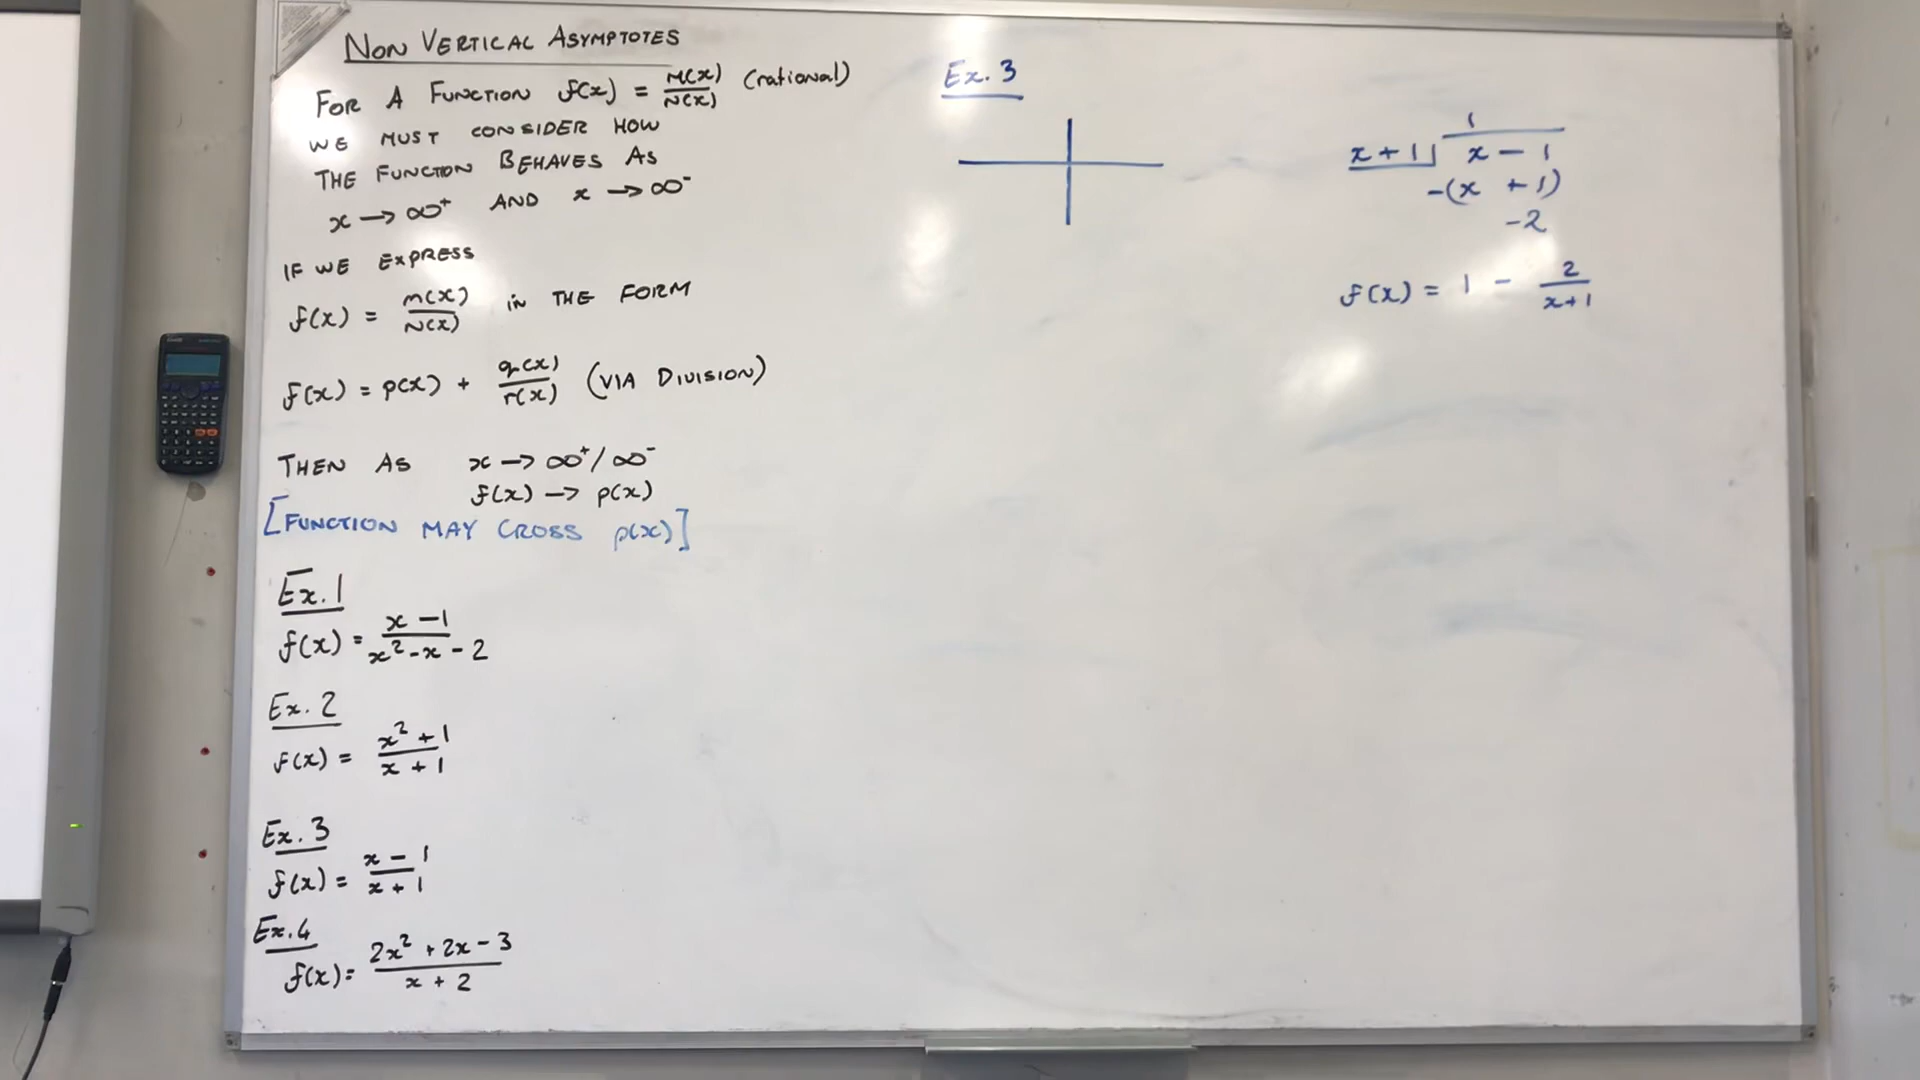 NON VERTICAL ASYMPTOTES
FOR A FUNCTION f(x) = M(x)/N(x) (rational)
WE MUST CONSIDER HOW
THE FUNCTION BEHAVES AS
x → ∞⁺ AND x → ∞⁻
IF WE EXPRESS
f(x) = M(x)/N(x) IN THE FORM
f(x) = p(x) + q(x)/r(x) (VIA DIVISION)
THEN AS x → ∞⁺/∞⁻
f(x) → p(x)
[FUNCTION MAY CROSS p(x)]
Ex. 1
f(x) = x - 1 / x² - x - 2
Ex. 2
f(x) = x² + 1 / x + 1
Ex. 3
f(x) = x - 1 / x + 1
Ex. 4
f(x) = 2x² + 2x - 3 / x + 2
Ex. 3
1
x + 1 | x - 1
-(x + 1)
-2
f(x) = 1 - 2/x+1